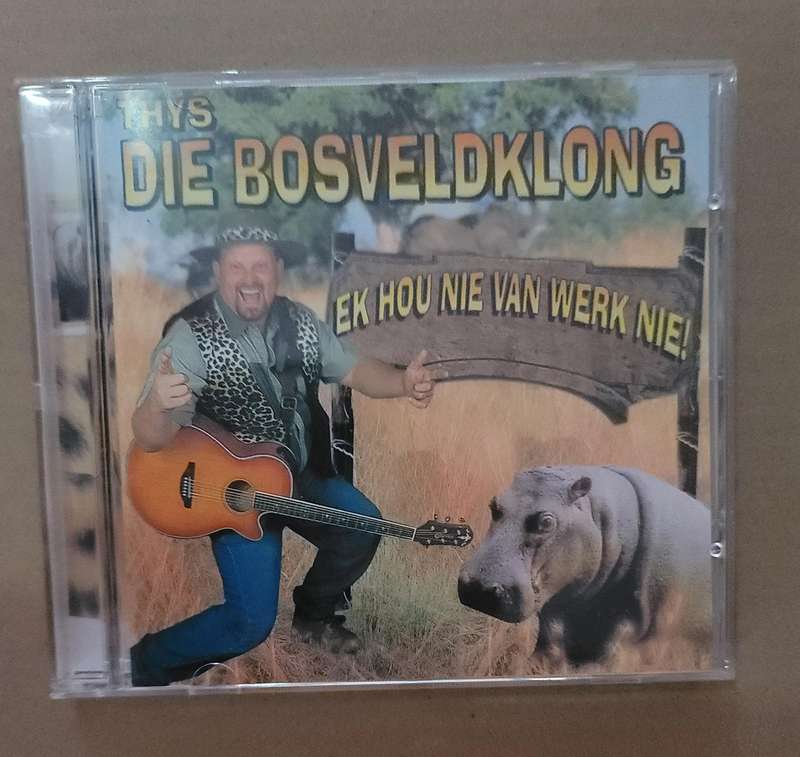 THYS
DIE BOSVELDKLONG
EK HOU NIE VAN WERK NIE!